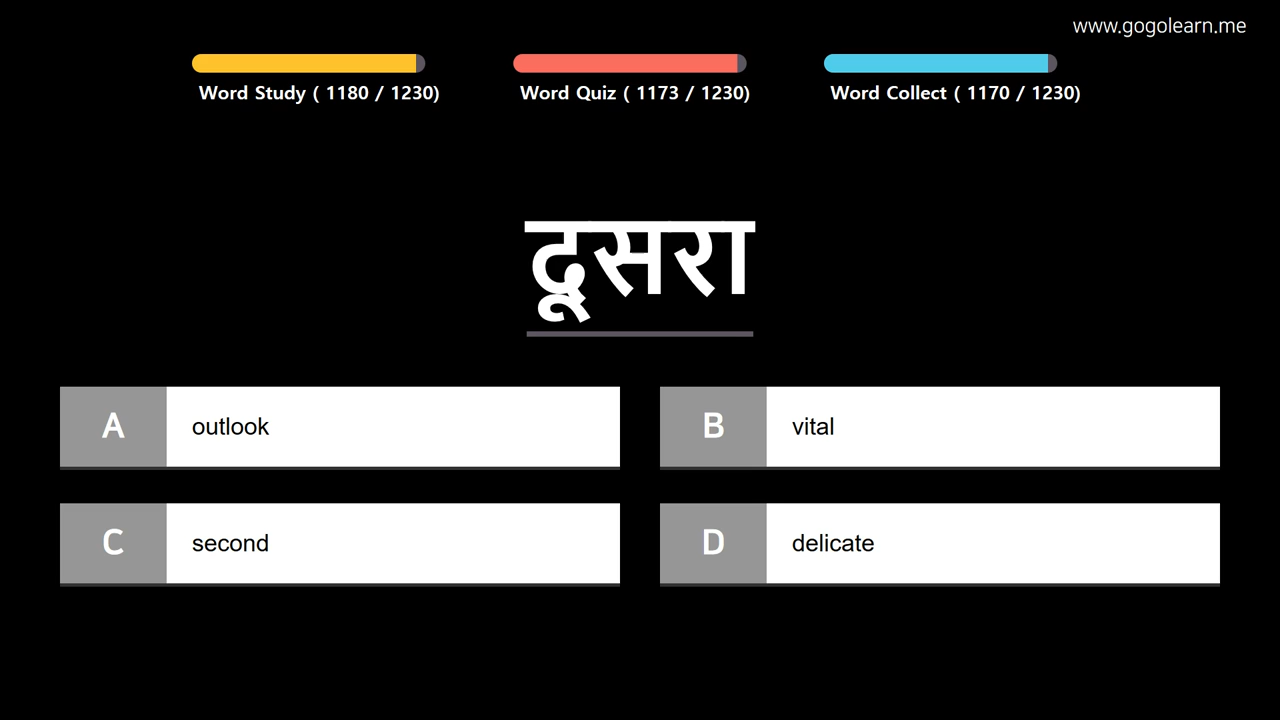 www.gogolearn.me
Word Study ( 1180 / 1230)
Word Quiz ( 1173 / 1230)
Word Collect ( 1170 / 1230)
दूसरा
A outlook
B vital
C second
D delicate